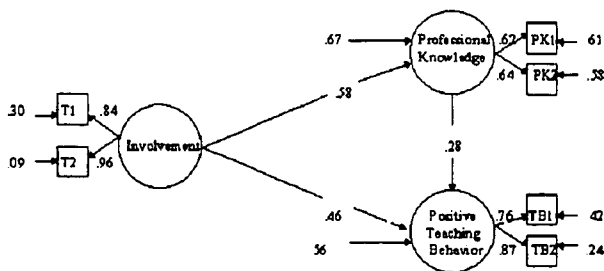 .67
Professional
Knowledge
.62
PK1
.61
.64
PK2
.58
.58
.30
T1
.84
Involvement
.09
T2
.96
.28
.46
Positive
Teaching
Behavior
.76
TB1
.42
.56
.87
TB2
.24